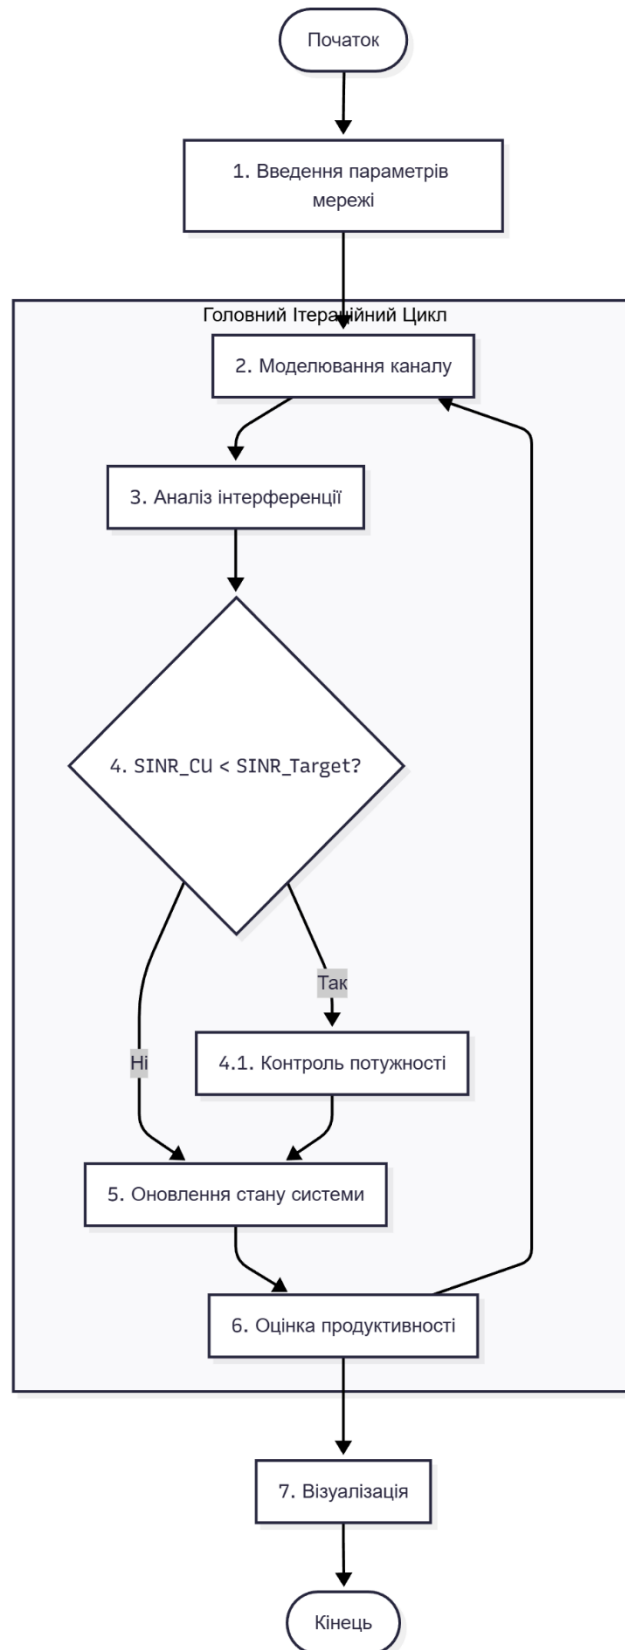 Початок
1. Введення параметрів
мережі
Головний Ітераційний Цикл
2. Моделювання каналу
3. Аналіз інтерференції
4. SINR_CU < SINR_Target?
Так
Ні
4.1. Контроль потужності
5. Оновлення стану системи
6. Оцінка продуктивності
7. Візуалізація
Кінець